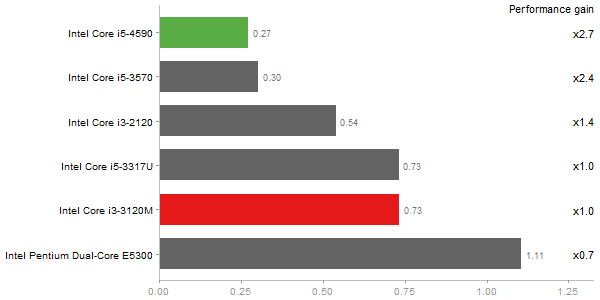 Performance gain
Intel Core i5-4590 0.27 x2.7
Intel Core i5-3570 0.30 x2.4
Intel Core i3-2120 0.54 x1.4
Intel Core i5-3317U 0.73 x1.0
Intel Core i3-3120M 0.73 x1.0
Intel Pentium Dual-Core E5300 1.11 x0.7
0.00 0.25 0.50 0.75 1.00 1.25